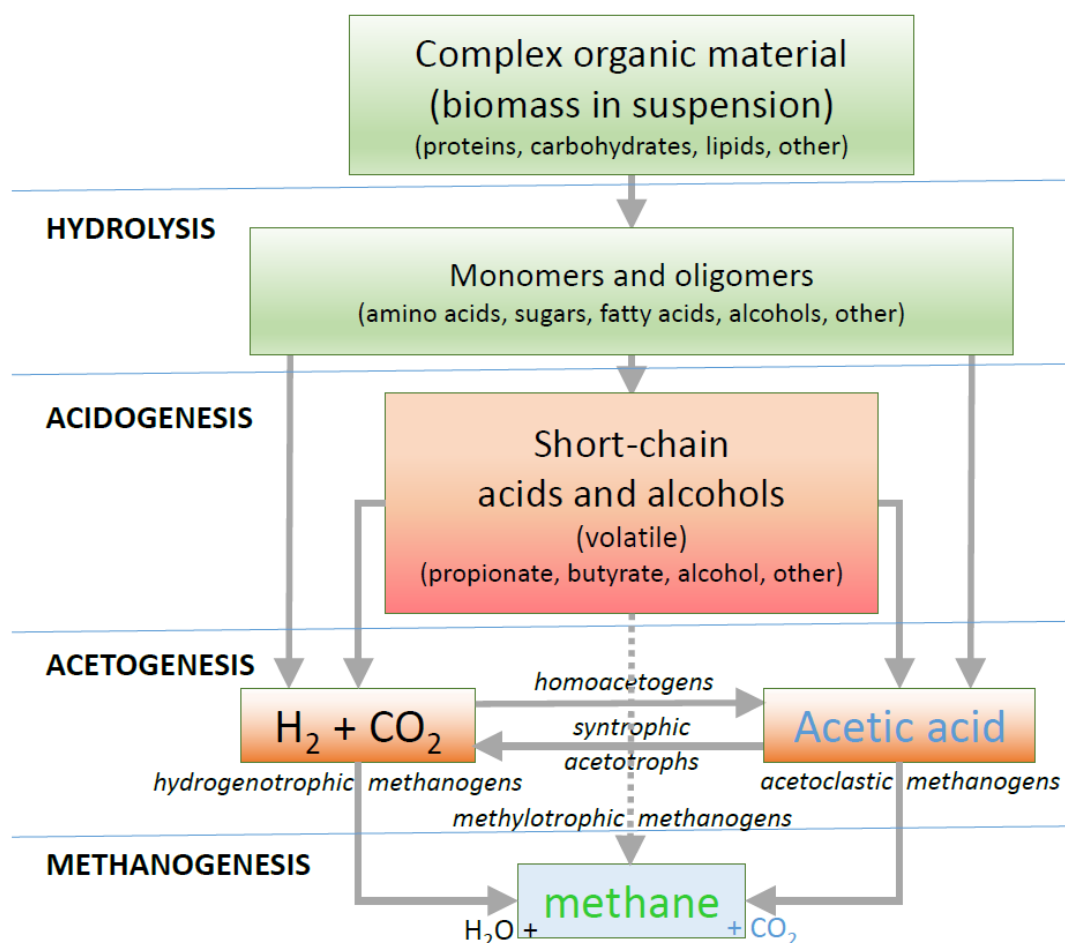 Complex organic material
(biomass in suspension)
(proteins, carbohydrates, lipids, other)
HYDROLYSIS
Monomers and oligomers
(amino acids, sugars, fatty acids, alcohols, other)
ACIDOGENESIS
Short-chain
acids and alcohols
(volatile)
(propionate, butyrate, alcohol, other)
ACETOGENESIS
homoacetogens
H₂ + CO₂
syntrophic
Acetic acid
acetotrophs
hydrogenotrophic methanogens
acetoclastic methanogens
methylotrophic methanogens
METHANOGENESIS
methane
H₂O +
+ CO₂